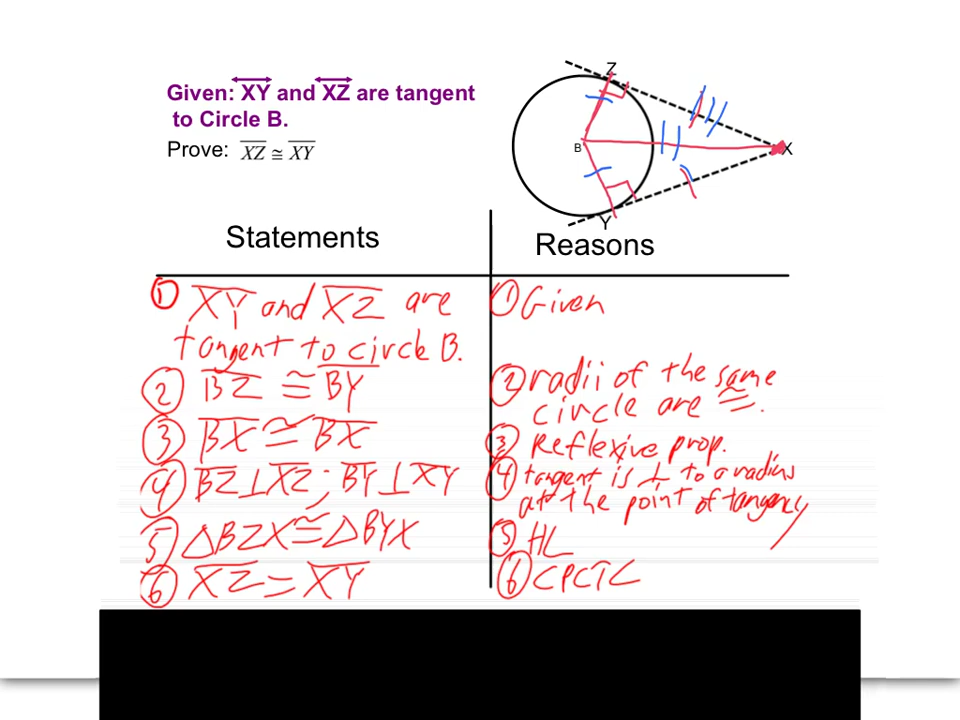 Given: XY and XZ are tangent
to Circle B.
Prove: XZ ≅ XY
Z
B
X
Y
Statements
Reasons
① XY and XZ are
tangent to circle B.
① Given
② BZ ≅ BY
② radii of the same
circle are ≅.
③ BX ≅ BX
③ Reflexive prop.
④ BZ ⊥ XZ ; BY ⊥ XY
④ tangent is ⊥ to a radius
at the point of tangency
⑤ △BZX ≅ △BYX
⑤ HL
⑥ XZ = XY
⑥ CPCTC